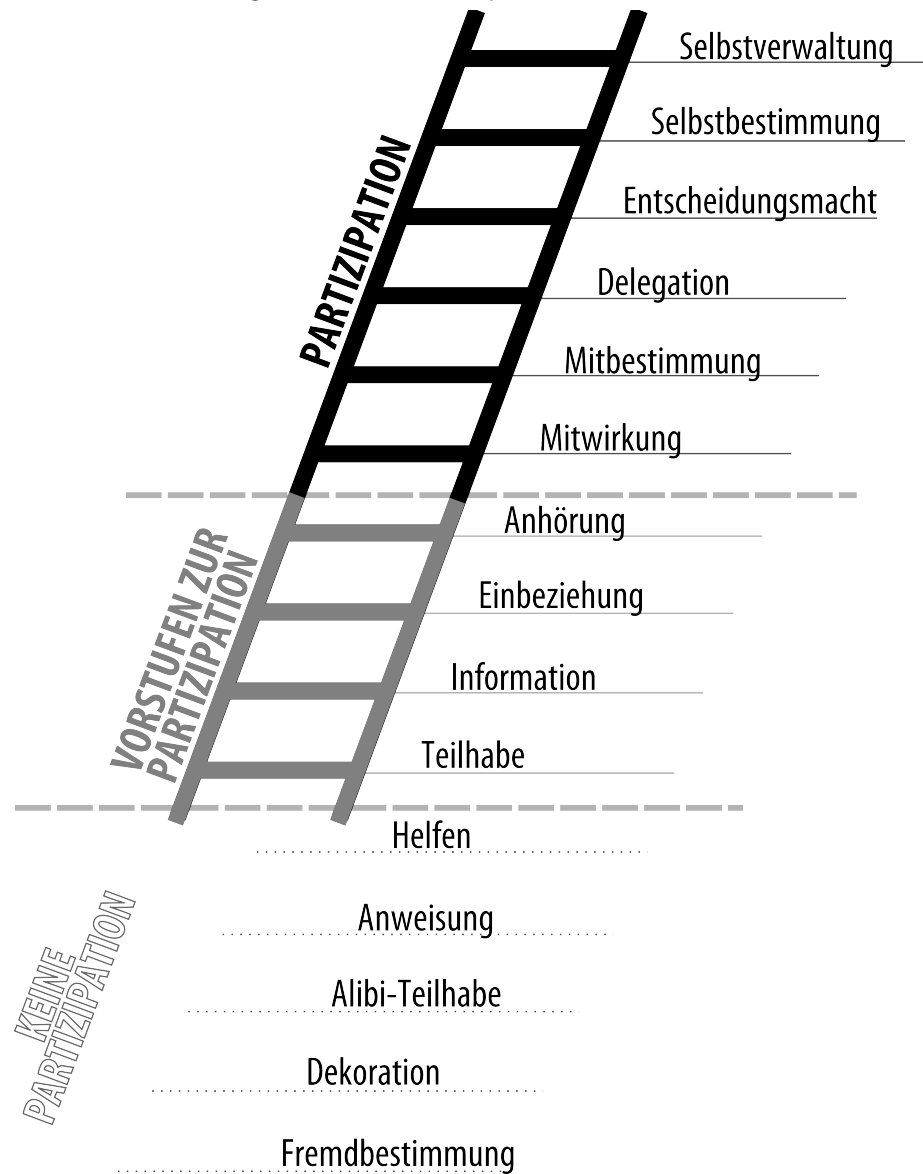 Selbstverwaltung
Selbstbestimmung
Entscheidungsmacht
Delegation
Mitbestimmung
Mitwirkung
PARTIZIPATION
Anhörung
Einbeziehung
Information
Teilhabe
VORSTUFEN ZUR
PARTIZIPATION
Helfen
Anweisung
Alibi-Teilhabe
Dekoration
Fremdbestimmung
KEINE
PARTIZIPATION